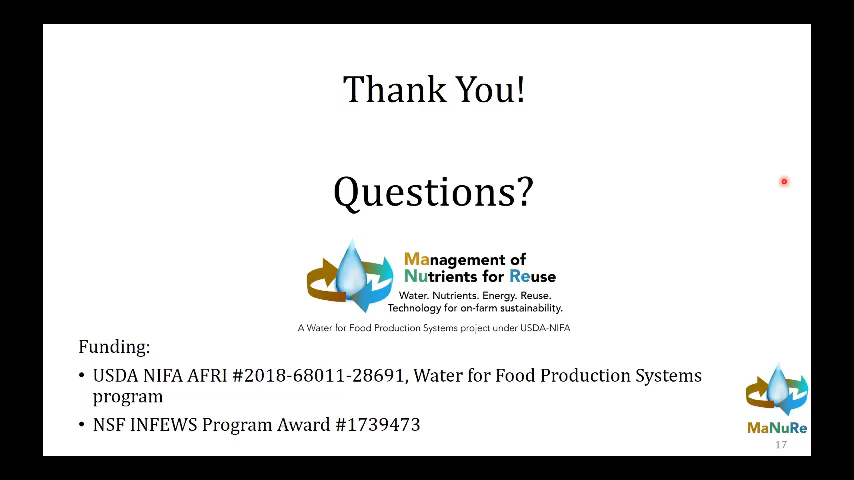 Thank You!
Questions?
Management of
Nutrients for Reuse
Water. Nutrients. Energy. Reuse.
Technology for on-farm sustainability.
A Water for Food Production Systems project under USDA-NIFA
Funding:
• USDA NIFA AFRI #2018-68011-28691, Water for Food Production Systems
program
• NSF INFEWS Program Award #1739473
MaNuRe
17